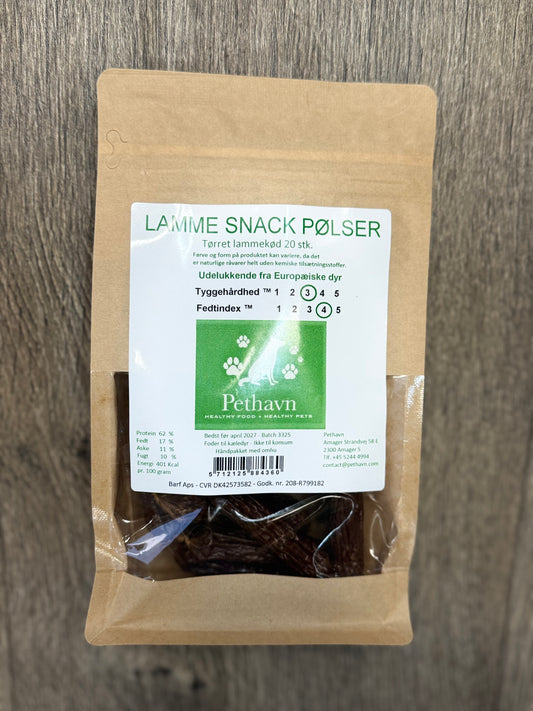 LAMME SNACK PØLSER
Tørret lammekød 20 stk.
Farve og form på produktet kan variere, da det
er naturlige råvarer helt uden kemiske tilsætningsstoffer.
Udelukkende fra Europæiske dyr
Tyggehårdhed ™ 1 2 3 4 5
Fedtindex ™ 1 2 3 4 5
Pethavn
HEALTHY FOOD • HEALTHY PETS
Protein 62 %
Fedt 17 %
Aske 11 %
Fugt 10 %
Energi 401 Kcal
pr. 100 gram
Bedst før april 2027 - Batch 3325
Foder til kæledyr - Ikke til konsum
Håndpakket med omhu
5 712125 884360
Barf Aps - CVR DK42573582 - Godk. nr. 208-R799182
Pethavn
Amager Strandvej 58 E
2300 Amager S
Tlf. +45 5244 4994
contact@pethavn.com